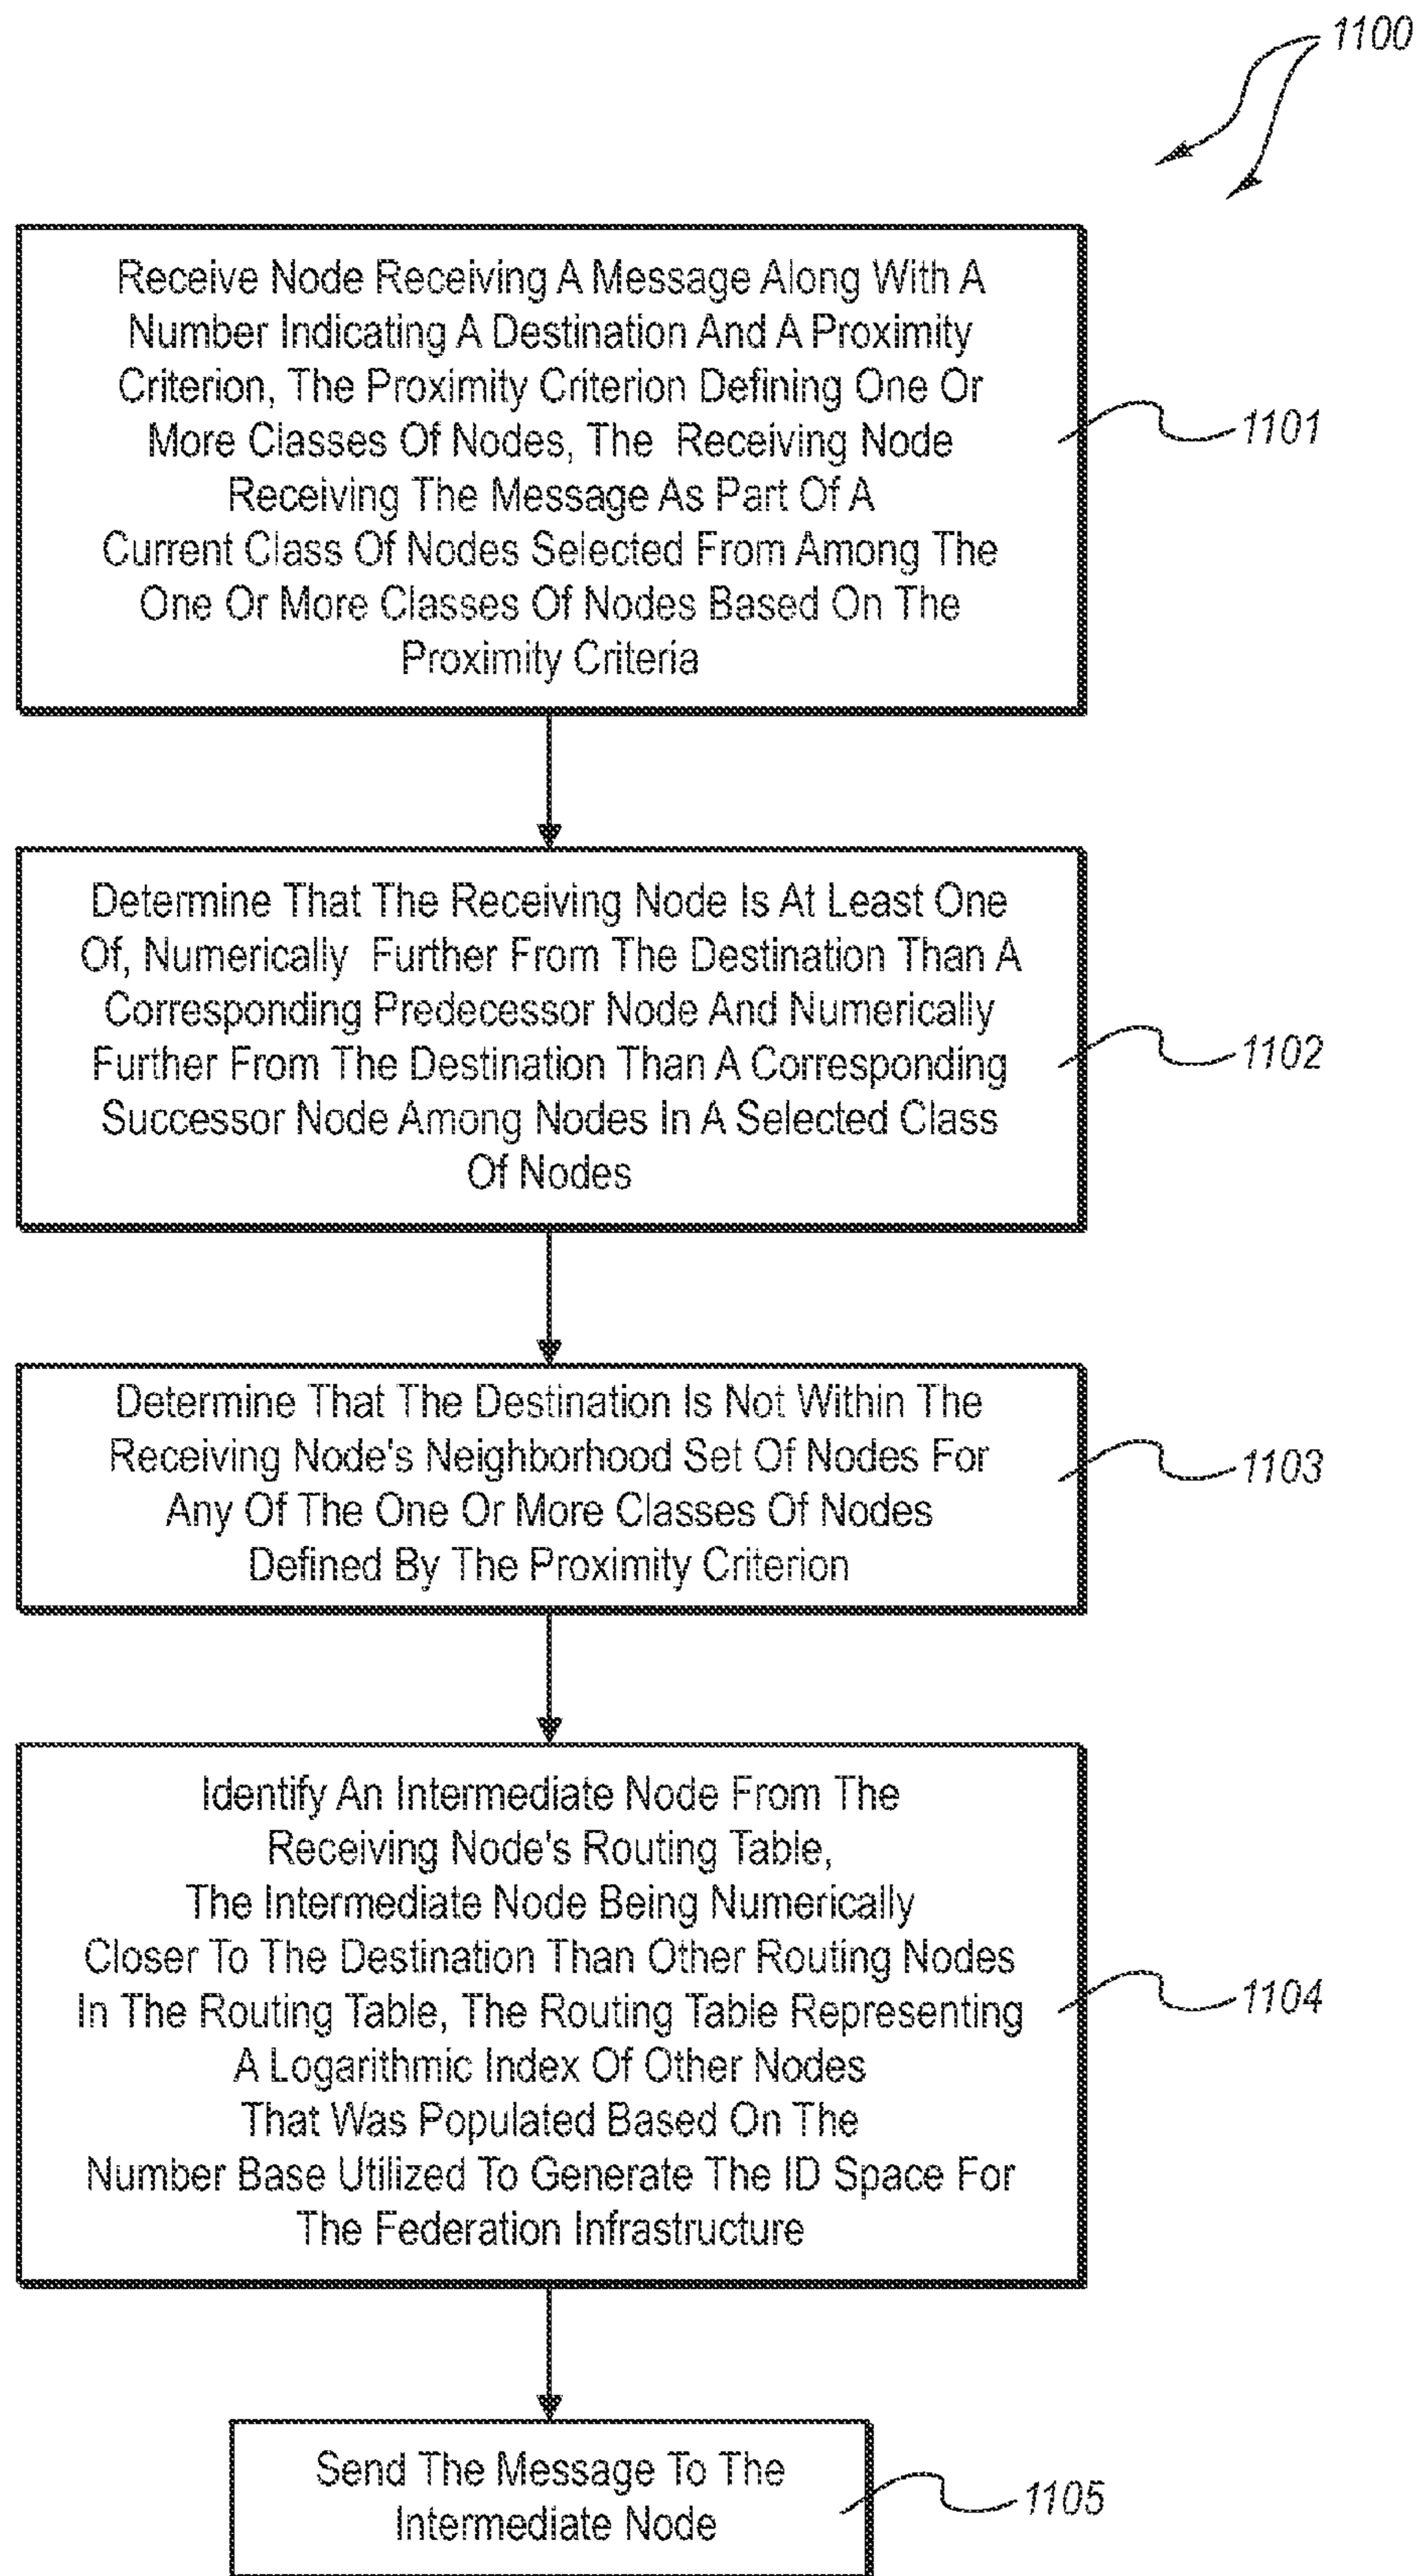 1100
Receive Node Receiving A Message Along With A
Number Indicating A Destination And A Proximity
Criterion, The Proximity Criterion Defining One Or
More Classes Of Nodes, The Receiving Node
Receiving The Message As Part Of A
Current Class Of Nodes Selected From Among The
One Or More Classes Of Nodes Based On The
Proximity Criteria
1101
Determine That The Receiving Node Is At Least One
Of, Numerically Further From The Destination Than A
Corresponding Predecessor Node And Numerically
Further From The Destination Than A Corresponding
Successor Node Among Nodes In A Selected Class
Of Nodes
1102
Determine That The Destination Is Not Within The
Receiving Node's Neighborhood Set Of Nodes For
Any Of The One Or More Classes Of Nodes
Defined By The Proximity Criterion
1103
Identify An Intermediate Node From The
Receiving Node's Routing Table,
The Intermediate Node Being Numerically
Closer To The Destination Than Other Routing Nodes
In The Routing Table, The Routing Table Representing
A Logarithmic Index Of Other Nodes
That Was Populated Based On The
Number Base Utilized To Generate The ID Space For
The Federation Infrastructure
1104
Send The Message To The
Intermediate Node
1105